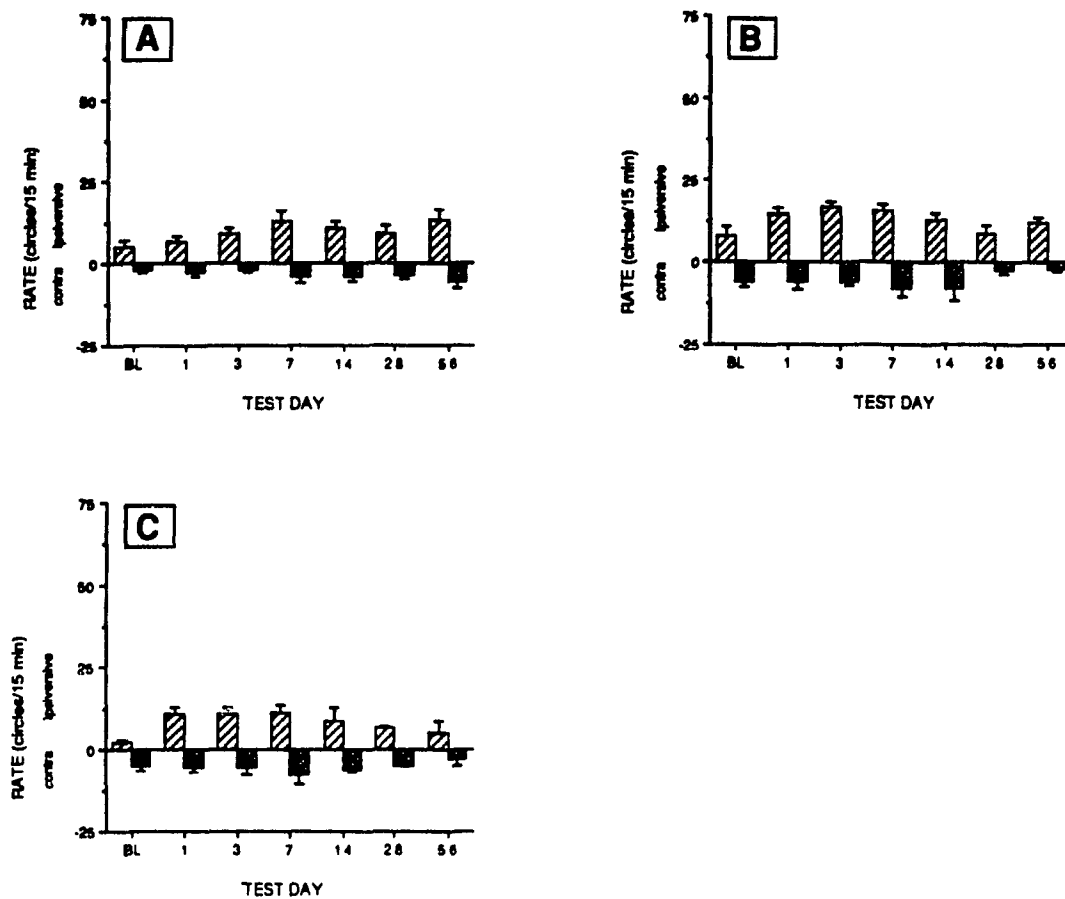 A
75
50
25
0
-25
RATE (circles/15 min)
contra ipsiversive
BL 1 3 7 14 28 56
TEST DAY
B
75
50
25
0
-25
RATE (circles/15 min)
contra ipsiversive
BL 1 3 7 14 28 56
TEST DAY
C
75
50
25
0
-25
RATE (circles/15 min)
contra ipsiversive
BL 1 3 7 14 28 56
TEST DAY